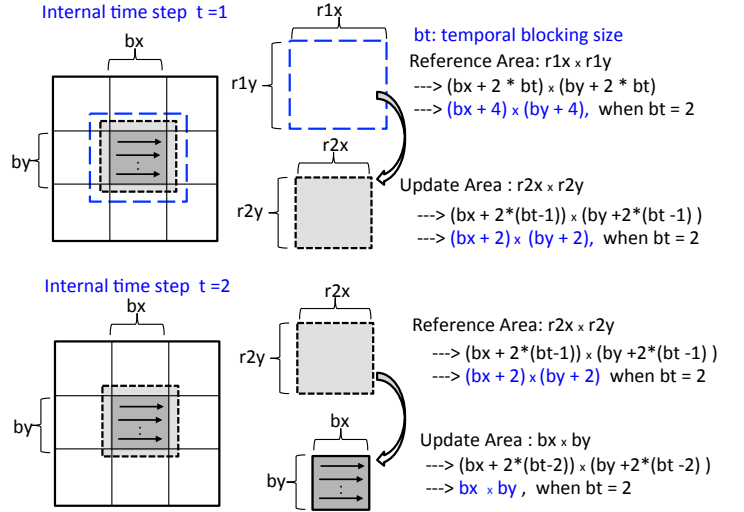 Internal time step t =1
bx
by
:
r1x
r1y
r2x
r2y
bt: temporal blocking size
Reference Area: r1x x r1y
---> (bx + 2 * bt) x (by + 2 * bt)
---> (bx + 4) x (by + 4), when bt = 2
Update Area : r2x x r2y
---> (bx + 2*(bt-1)) x (by +2*(bt -1) )
---> (bx + 2) x (by + 2), when bt = 2
Internal time step t =2
bx
by
:
r2x
r2y
bx
by
:
Reference Area: r2x x r2y
---> (bx + 2*(bt-1)) x (by +2*(bt -1) )
---> (bx + 2) x (by + 2) when bt = 2
Update Area : bx x by
---> (bx + 2*(bt-2)) x (by +2*(bt -2) )
---> bx x by , when bt = 2